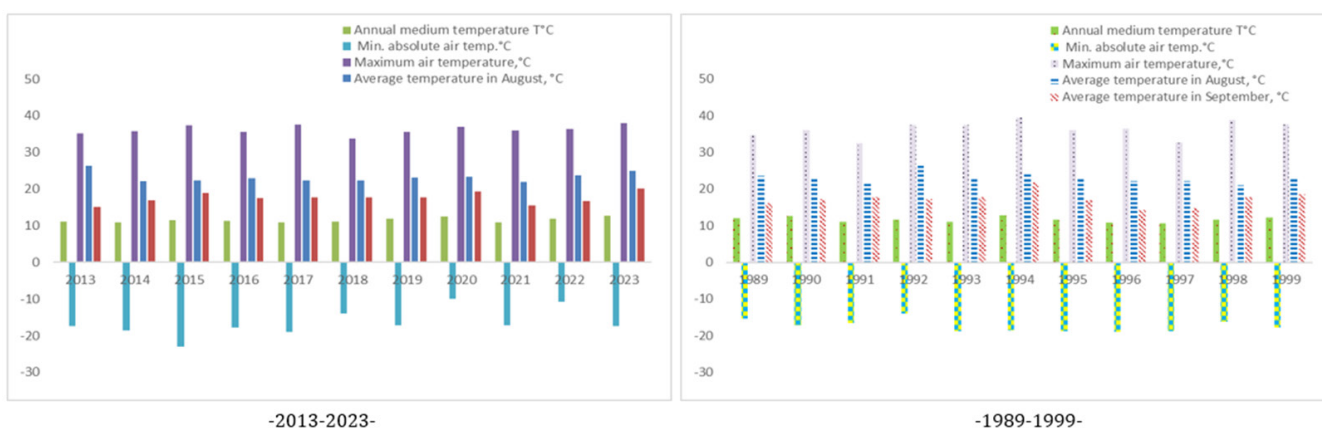 Annual medium temperature T°C
Min. absolute air temp.°C
Maximum air temperature,°C
Average temperature in August, °C
50
40
30
20
10
0
-10
-20
-30
2013 2014 2015 2016 2017 2018 2019 2020 2021 2022 2023
-2013-2023-
Annual medium temperature T°C
Min. absolute air temp.°C
Maximum air temperature,°C
Average temperature in August, °C
Average temperature in September, °C
50
40
30
20
10
0
-10
-20
-30
1989 1990 1991 1992 1993 1994 1995 1996 1997 1998 1999
-1989-1999-